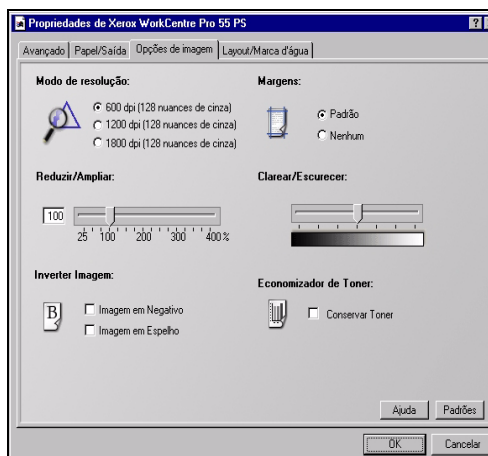 Propriedades de Xerox WorkCentre Pro 55 PS
Avançado Papel/Saída Opções de imagem Layout/Marca d'água
Modo de resolução:
600 dpi (128 nuances de cinza)
1200 dpi (128 nuances de cinza)
1800 dpi (128 nuances de cinza)
Margens:
Padrão
Nenhum
Reduzir/Ampliar:
100
25 100 200 300 400%
Clarear/Escurecer:
Inverter Imagem:
B
Imagem em Negativo
Imagem em Espelho
Economizador de Toner:
Conservar Toner
Ajuda Padrões
OK Cancelar